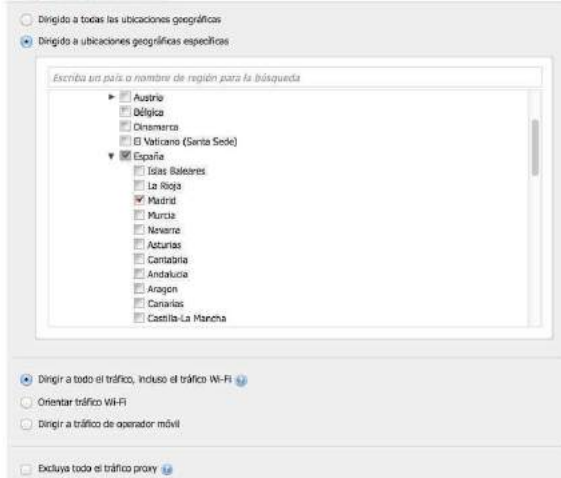 Dirigido a todas las ubicaciones geográficas
Dirigido a ubicaciones geográficas específicas
Escriba un país o nombre de región para la búsqueda
Austria
Bélgica
Dinamarca
El Vaticano (Santa Sede)
España
Islas Baleares
La Rioja
Madrid
Murcia
Navarra
Asturias
Cantabria
Andalucía
Aragon
Canarias
Castilla-La Mancha
Dirigir a todo el tráfico, incluso el tráfico Wi-Fi
Orientar tráfico Wi-Fi
Dirigir a tráfico de operador móvil
Excluya todo el tráfico proxy